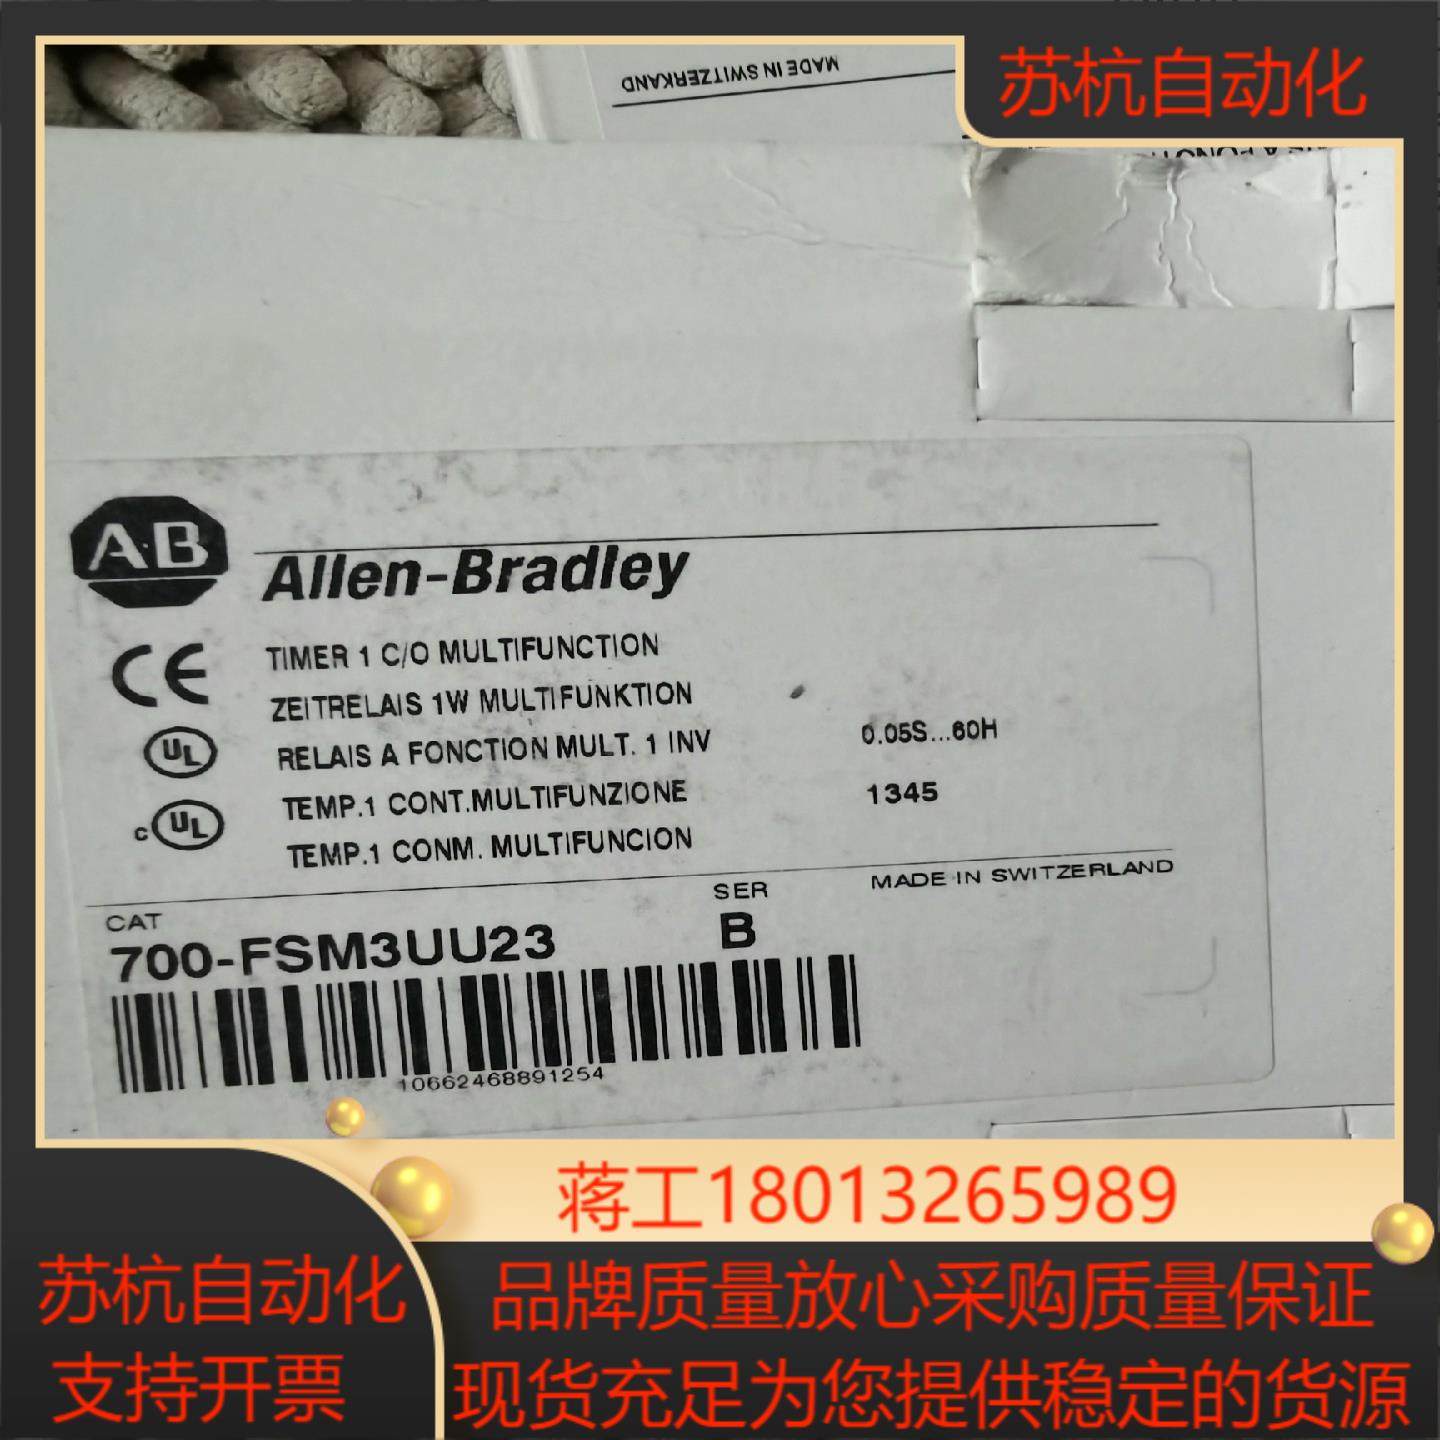 MADE IN SWITZERKAND
苏杭自动化
A·B
Allen-Bradley
CE
TIMER 1 C/O MULTIFUNCTION
ZEITRELAIS 1W MULTIFUNKTION
UL
RELAIS A FONCTION MULT. 1 INV
0.05S...60H
TEMP.1 CONT.MULTIFUNZIONE
1345
c UL
TEMP.1 CONM. MULTIFUNCION
MADE IN SWITZERLAND
CAT
SER
700-FSM3UU23
B
10662468891254
蒋工18013265989
苏杭自动化
支持开票
品牌质量放心采购质量保证
现货充足为您提供稳定的货源